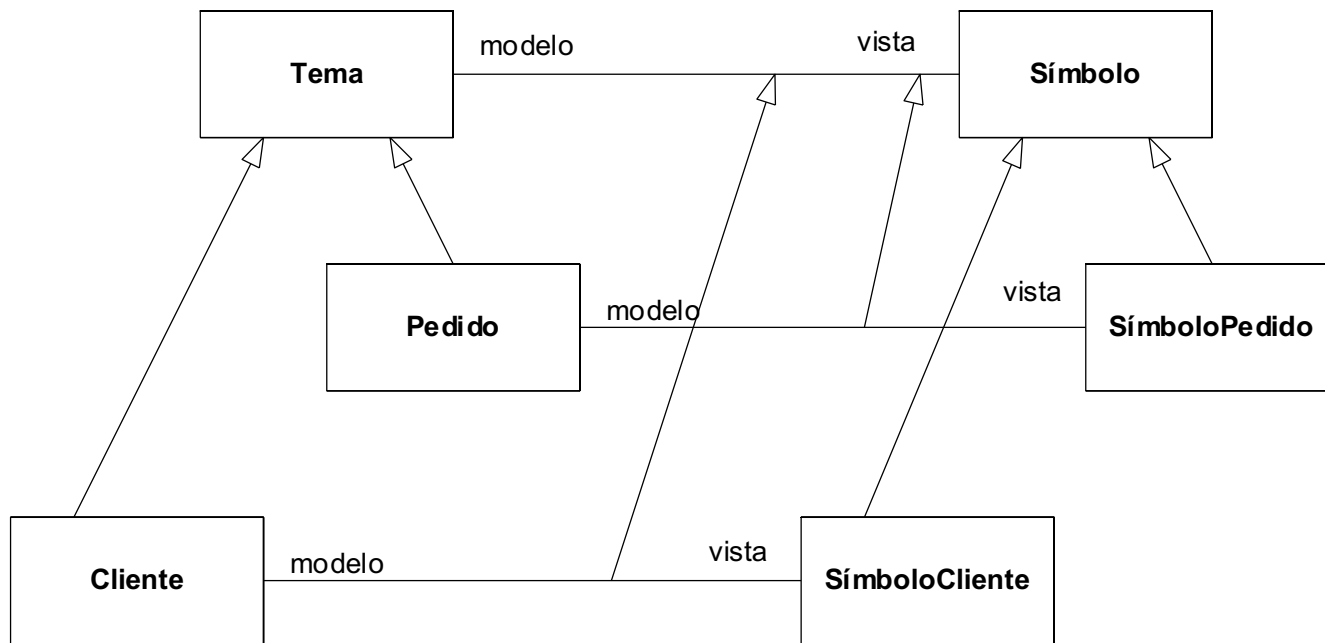 modelo
vista
Tema
Símbolo
modelo
vista
Pedido
SímboloPedido
modelo
vista
Cliente
SímboloCliente